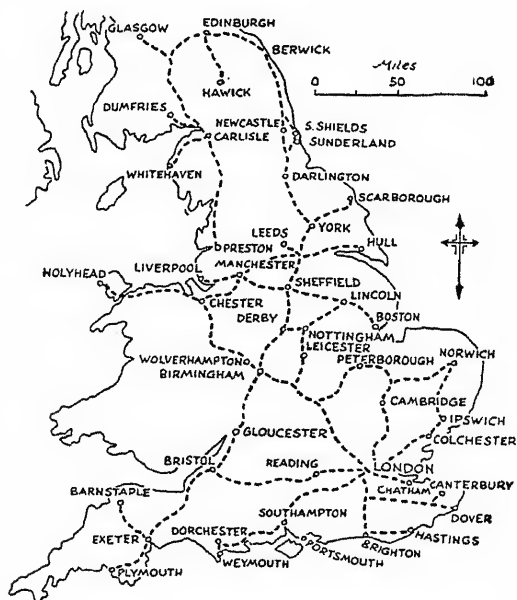 GLASGOW
EDINBURGH
BERWICK
Miles
0 50 100
HAWICK
DUMFRIES
NEWCASTLE
S. SHIELDS
CARLISLE
SUNDERLAND
WHITEHAVEN
DARLINGTON
SCARBOROUGH
LEEDS
YORK
PRESTON
HULL
MANCHESTER
HOLYHEAD
LIVERPOOL
SHEFFIELD
CHESTER
LINCOLN
DERBY
BOSTON
NOTTINGHAM
LEICESTER
WOLVERHAMPTON
PETERBOROUGH
NORWICH
BIRMINGHAM
CAMBRIDGE
IPSWICH
GLOUCESTER
COLCHESTER
BRISTOL
READING
LONDON
CHATHAM
CANTERBURY
BARNSTAPLE
SOUTHAMPTON
DOVER
EXETER
DORCHESTER
HASTINGS
PORTSMOUTH
BRIGHTON
WEYMOUTH
PLYMOUTH